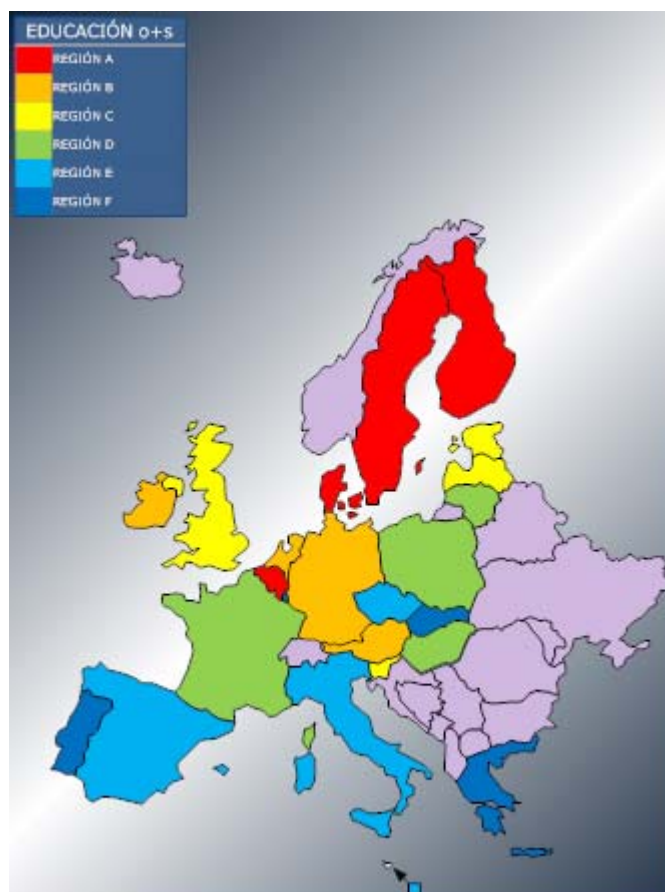 EDUCACIÓN o+s
REGIÓN A
REGIÓN B
REGIÓN C
REGIÓN D
REGIÓN E
REGIÓN F